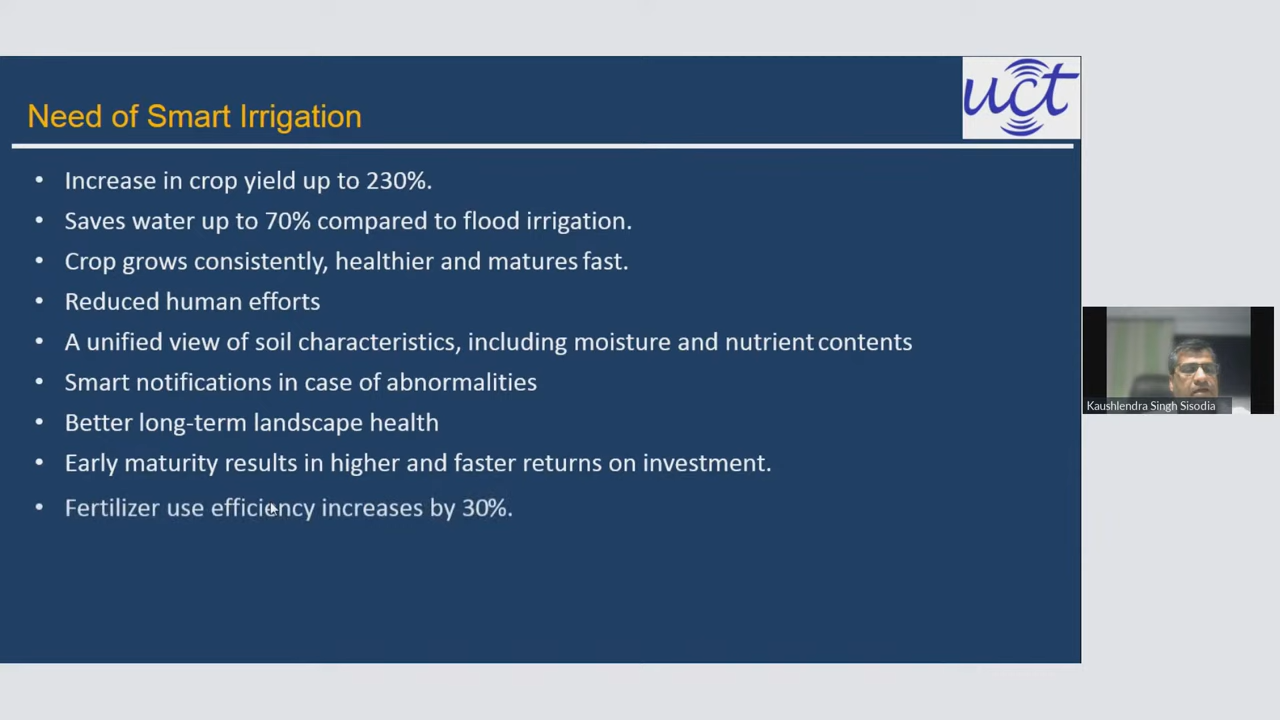 uct
Need of Smart Irrigation
• Increase in crop yield up to 230%.
• Saves water up to 70% compared to flood irrigation.
• Crop grows consistently, healthier and matures fast.
• Reduced human efforts
• A unified view of soil characteristics, including moisture and nutrient contents
• Smart notifications in case of abnormalities
• Better long-term landscape health
• Early maturity results in higher and faster returns on investment.
• Fertilizer use efficiency increases by 30%.
Kaushlendra Singh Sisodia